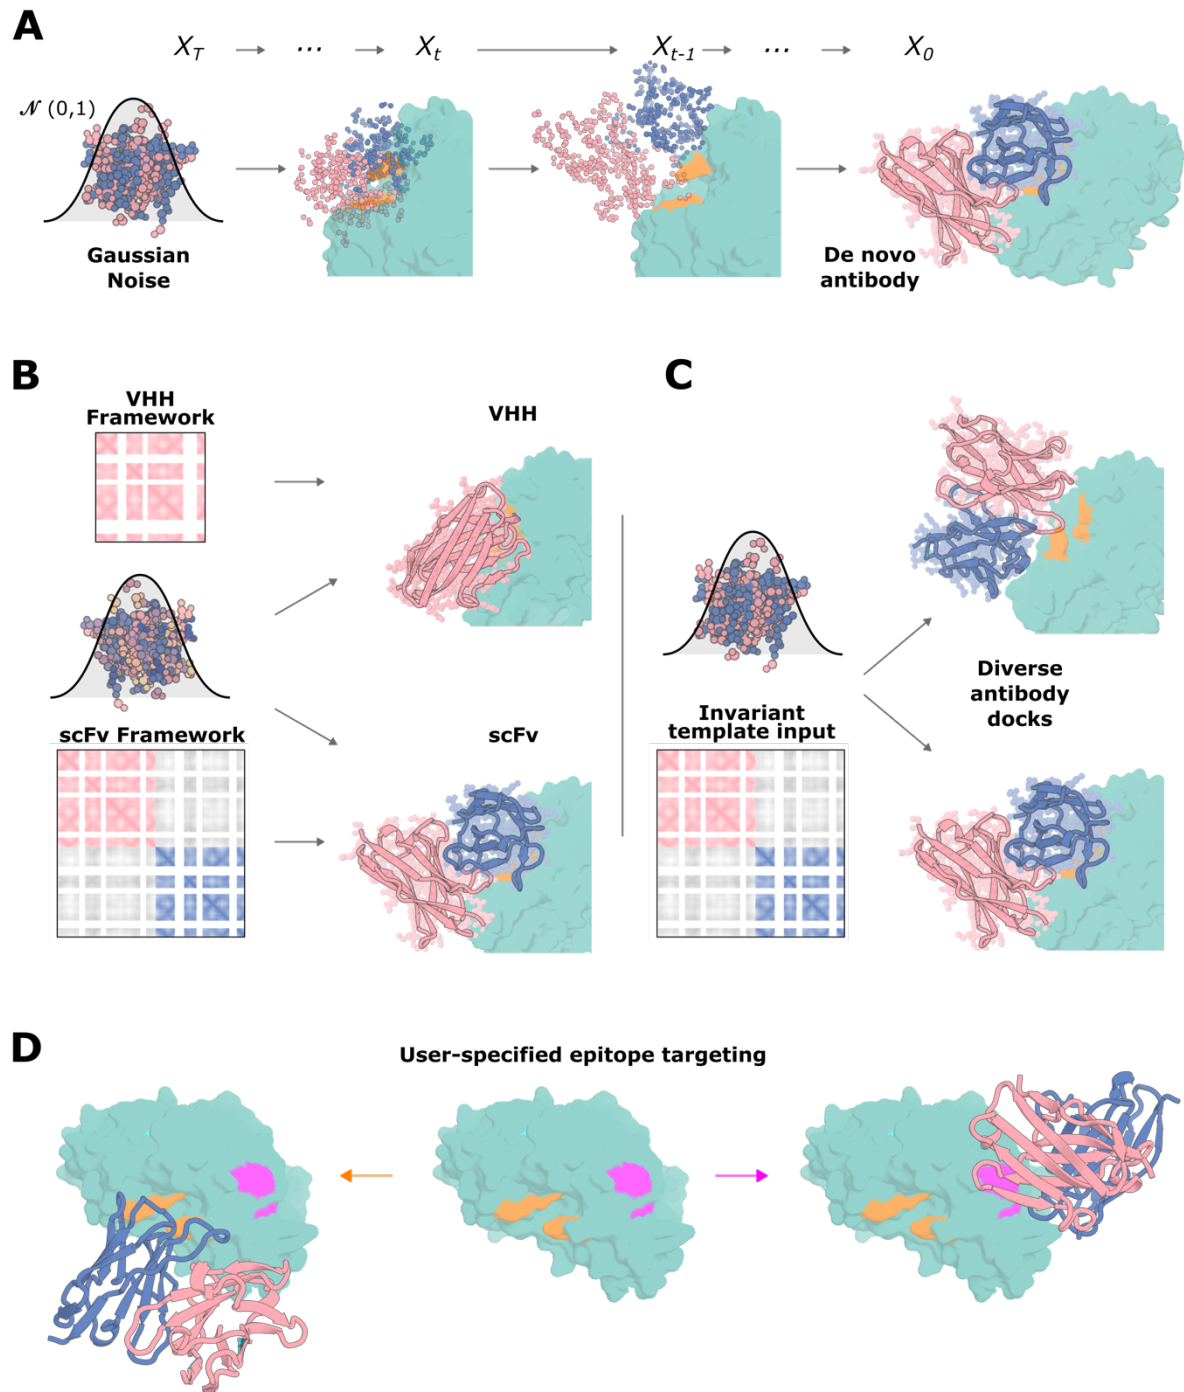 A
X_T ... X_t X_{t-1} ... X_0
𝒩 (0,1)
Gaussian
Noise
De novo
antibody
B
VHH
Framework
VHH
scFv Framework
scFv
C
Invariant
template input
Diverse
antibody
docks
D
User-specified epitope targeting